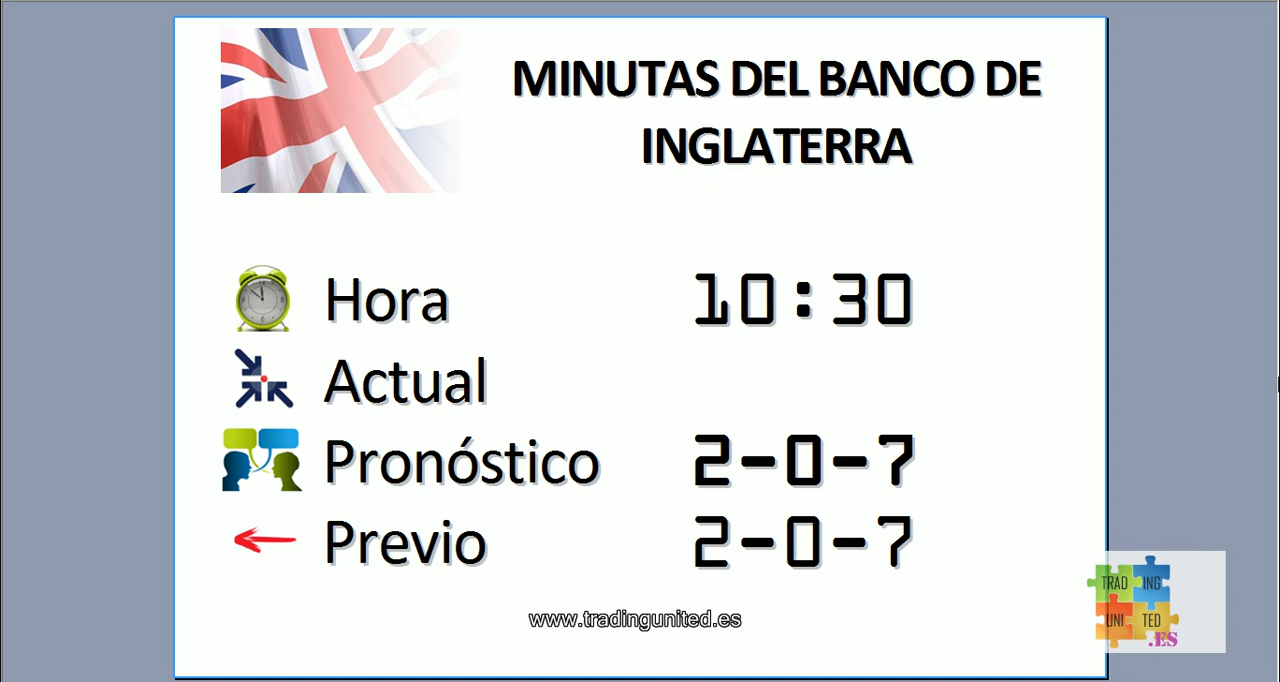 MINUTAS DEL BANCO DE
INGLATERRA
Hora 10:30
Actual
Pronóstico 2-0-7
Previo 2-0-7
www.tradingunited.es
TRAD ING
UNI TED
.ES